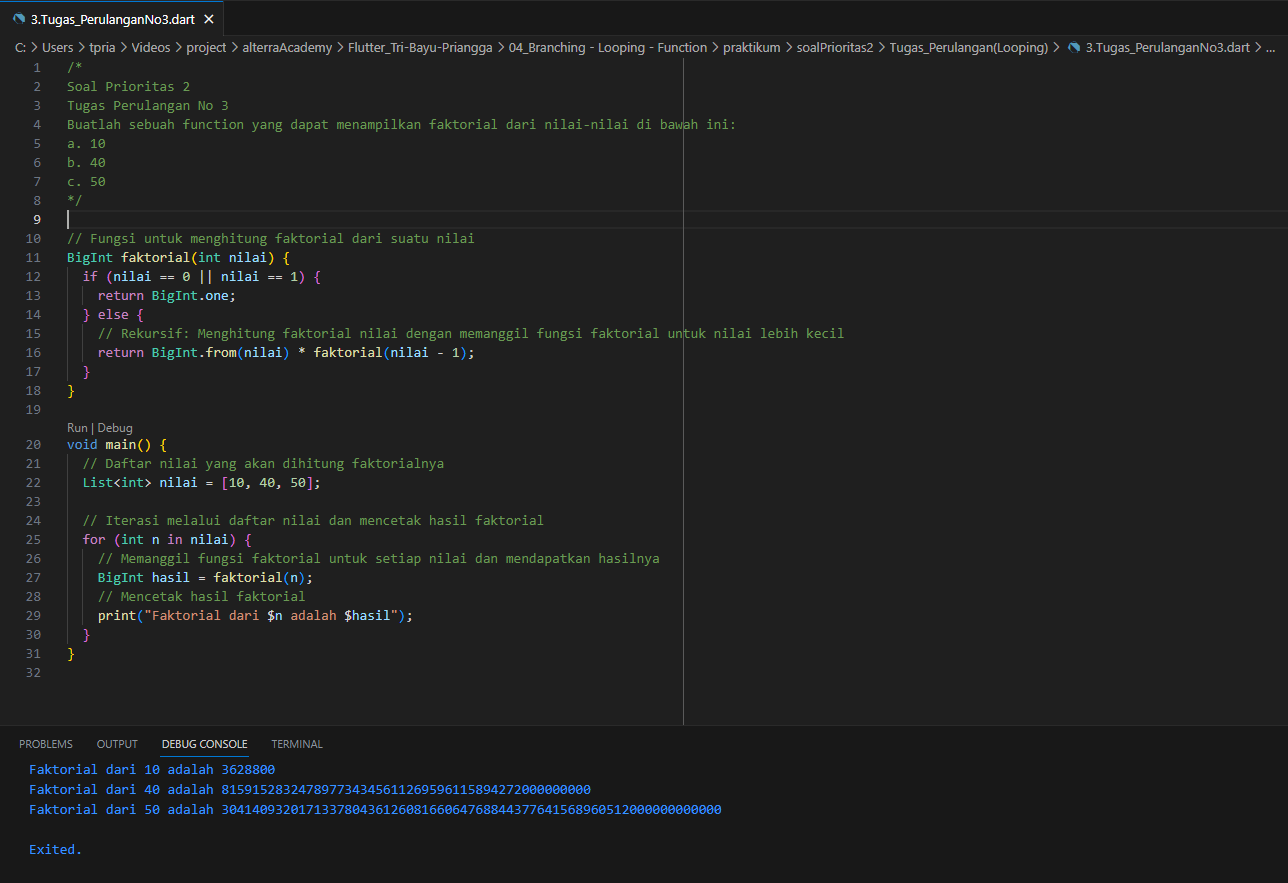 3.Tugas_PerulanganNo3.dart ×
C: > Users > tpria > Videos > project > alterraAcademy > Flutter_Tri-Bayu-Priangga > 04_Branching - Looping - Function > praktikum > soalPrioritas2 > Tugas_Perulangan(Looping) > 3.Tugas_PerulanganNo3.dart > ...
1 /*
2 Soal Prioritas 2
3 Tugas Perulangan No 3
4 Buatlah sebuah function yang dapat menampilkan faktorial dari nilai-nilai di bawah ini:
5 a. 10
6 b. 40
7 c. 50
8 */
9
10 // Fungsi untuk menghitung faktorial dari suatu nilai
11 BigInt faktorial(int nilai) {
12   if (nilai == 0 || nilai == 1) {
13     return BigInt.one;
14   } else {
15     // Rekursif: Menghitung faktorial nilai dengan memanggil fungsi faktorial untuk nilai lebih kecil
16     return BigInt.from(nilai) * faktorial(nilai - 1);
17   }
18 }
19
Run | Debug
20 void main() {
21   // Daftar nilai yang akan dihitung faktorialnya
22   List<int> nilai = [10, 40, 50];
23
24   // Iterasi melalui daftar nilai dan mencetak hasil faktorial
25   for (int n in nilai) {
26     // Memanggil fungsi faktorial untuk setiap nilai dan mendapatkan hasilnya
27     BigInt hasil = faktorial(n);
28     // Mencetak hasil faktorial
29     print("Faktorial dari $n adalah $hasil");
30   }
31 }
32
PROBLEMS OUTPUT DEBUG CONSOLE TERMINAL
Faktorial dari 10 adalah 3628800
Faktorial dari 40 adalah 815915283247897734345611269596115894272000000000
Faktorial dari 50 adalah 30414093201713378043612608166064768844377641568960512000000000000
Exited.